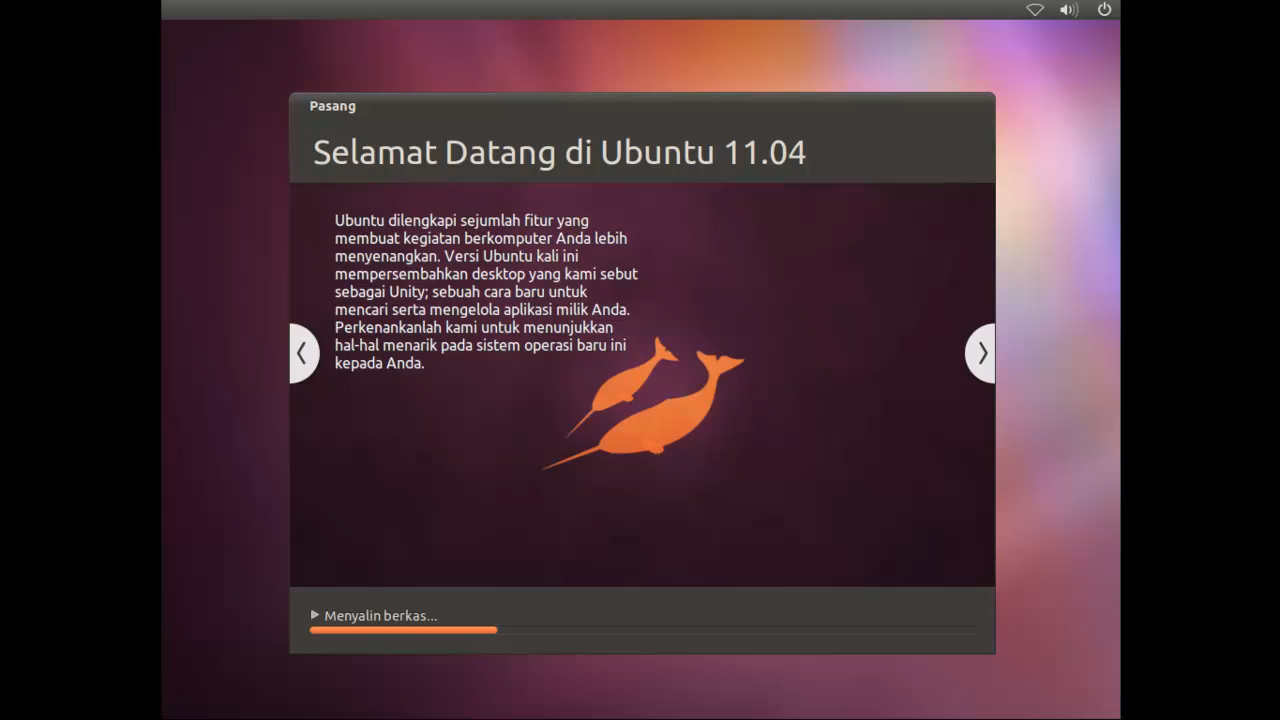 Pasang
Selamat Datang di Ubuntu 11.04
Ubuntu dilengkapi sejumlah fitur yang
membuat kegiatan berkomputer Anda lebih
menyenangkan. Versi Ubuntu kali ini
mempersembahkan desktop yang kami sebut
sebagai Unity; sebuah cara baru untuk
mencari serta mengelola aplikasi milik Anda.
Perkenankanlah kami untuk menunjukkan
hal-hal menarik pada sistem operasi baru ini
kepada Anda.
Menyalin berkas...